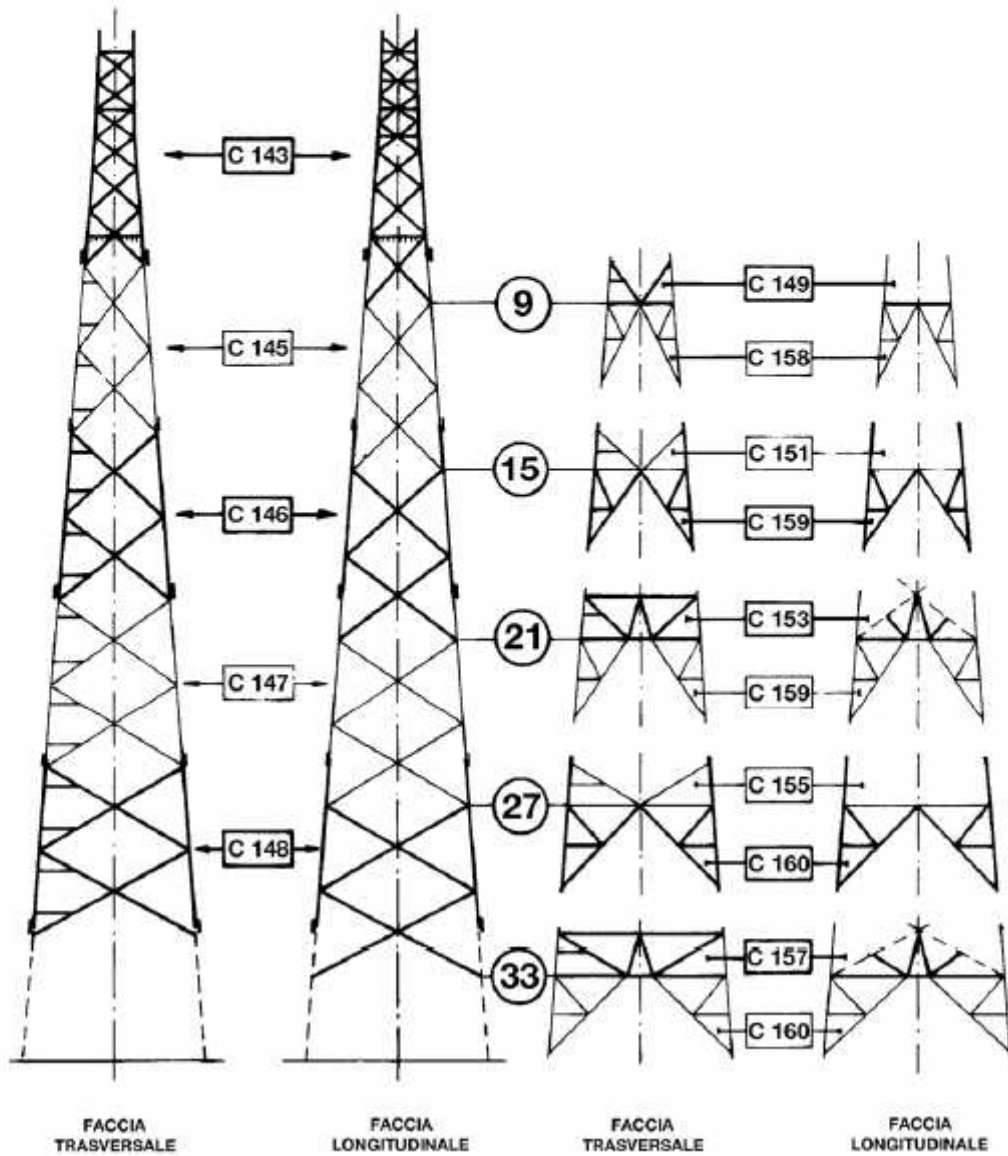 C 143
9
C 149
C 145
C 158
C 151
15
C 146
C 159
C 153
21
C 147
C 159
C 155
27
C 148
C 160
C 157
33
C 160
FACCIA TRASVERSALE
FACCIA LONGITUDINALE
FACCIA TRASVERSALE
FACCIA LONGITUDINALE